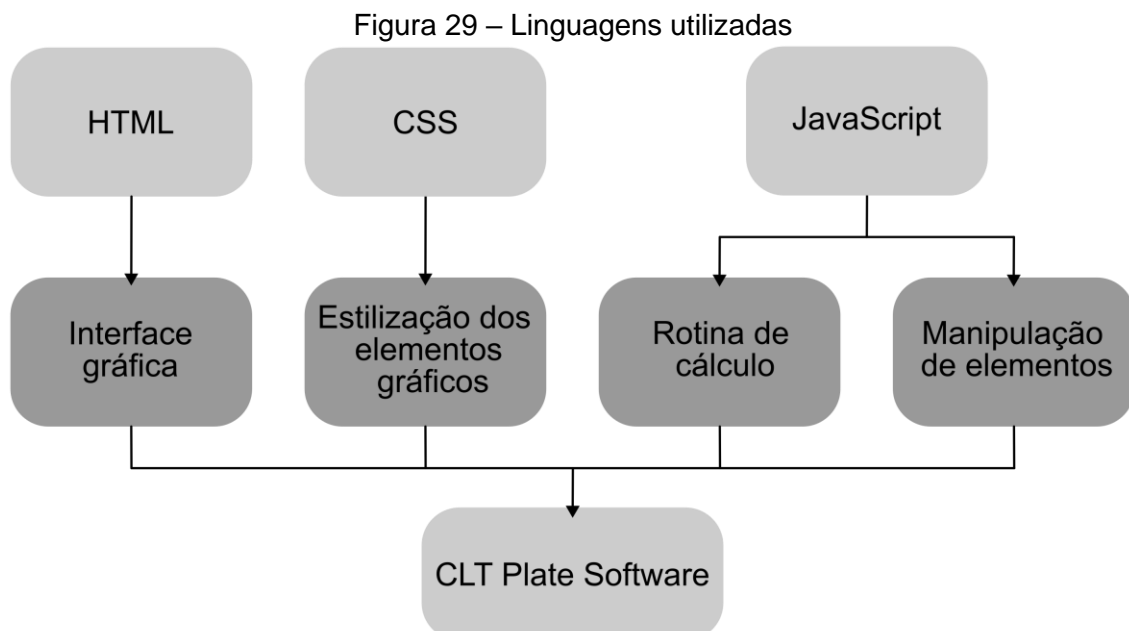 Figura 29 – Linguagens utilizadas
HTML
CSS
JavaScript
Interface
gráfica
Estilização dos
elementos
gráficos
Rotina de
cálculo
Manipulação
de elementos
CLT Plate Software